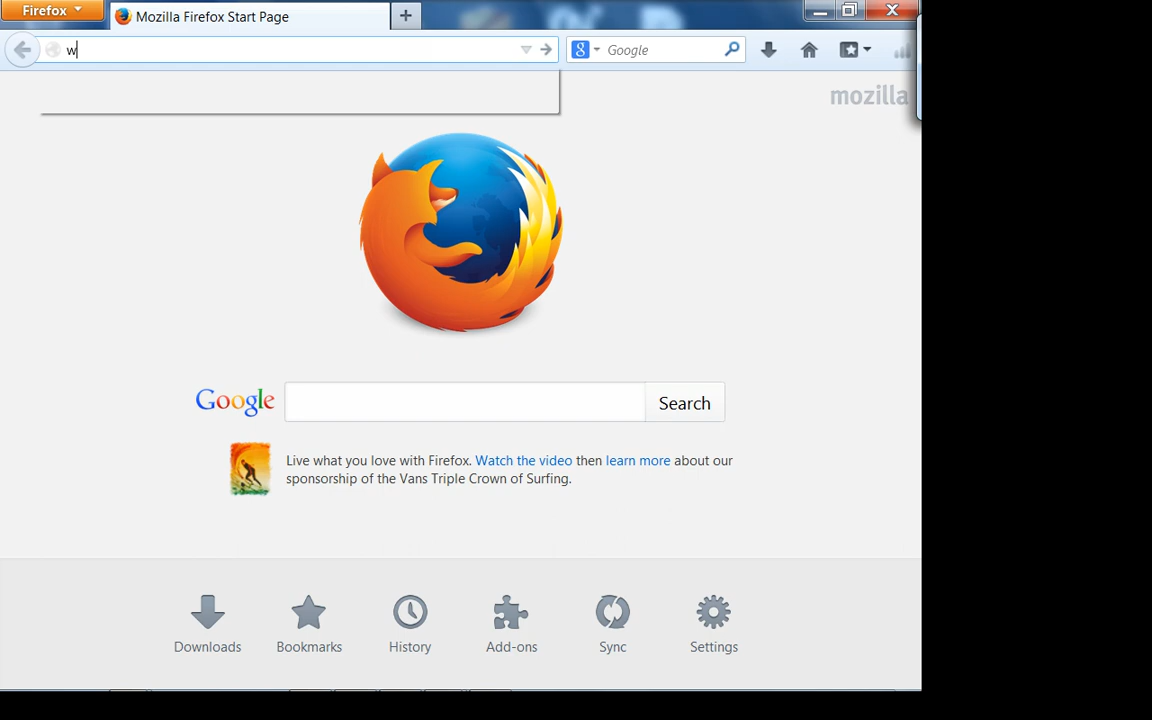 Firefox
Mozilla Firefox Start Page
w
8 Google
mozilla
Google
Search
Live what you love with Firefox. Watch the video then learn more about our
sponsorship of the Vans Triple Crown of Surfing.
Downloads
Bookmarks
History
Add-ons
Sync
Settings